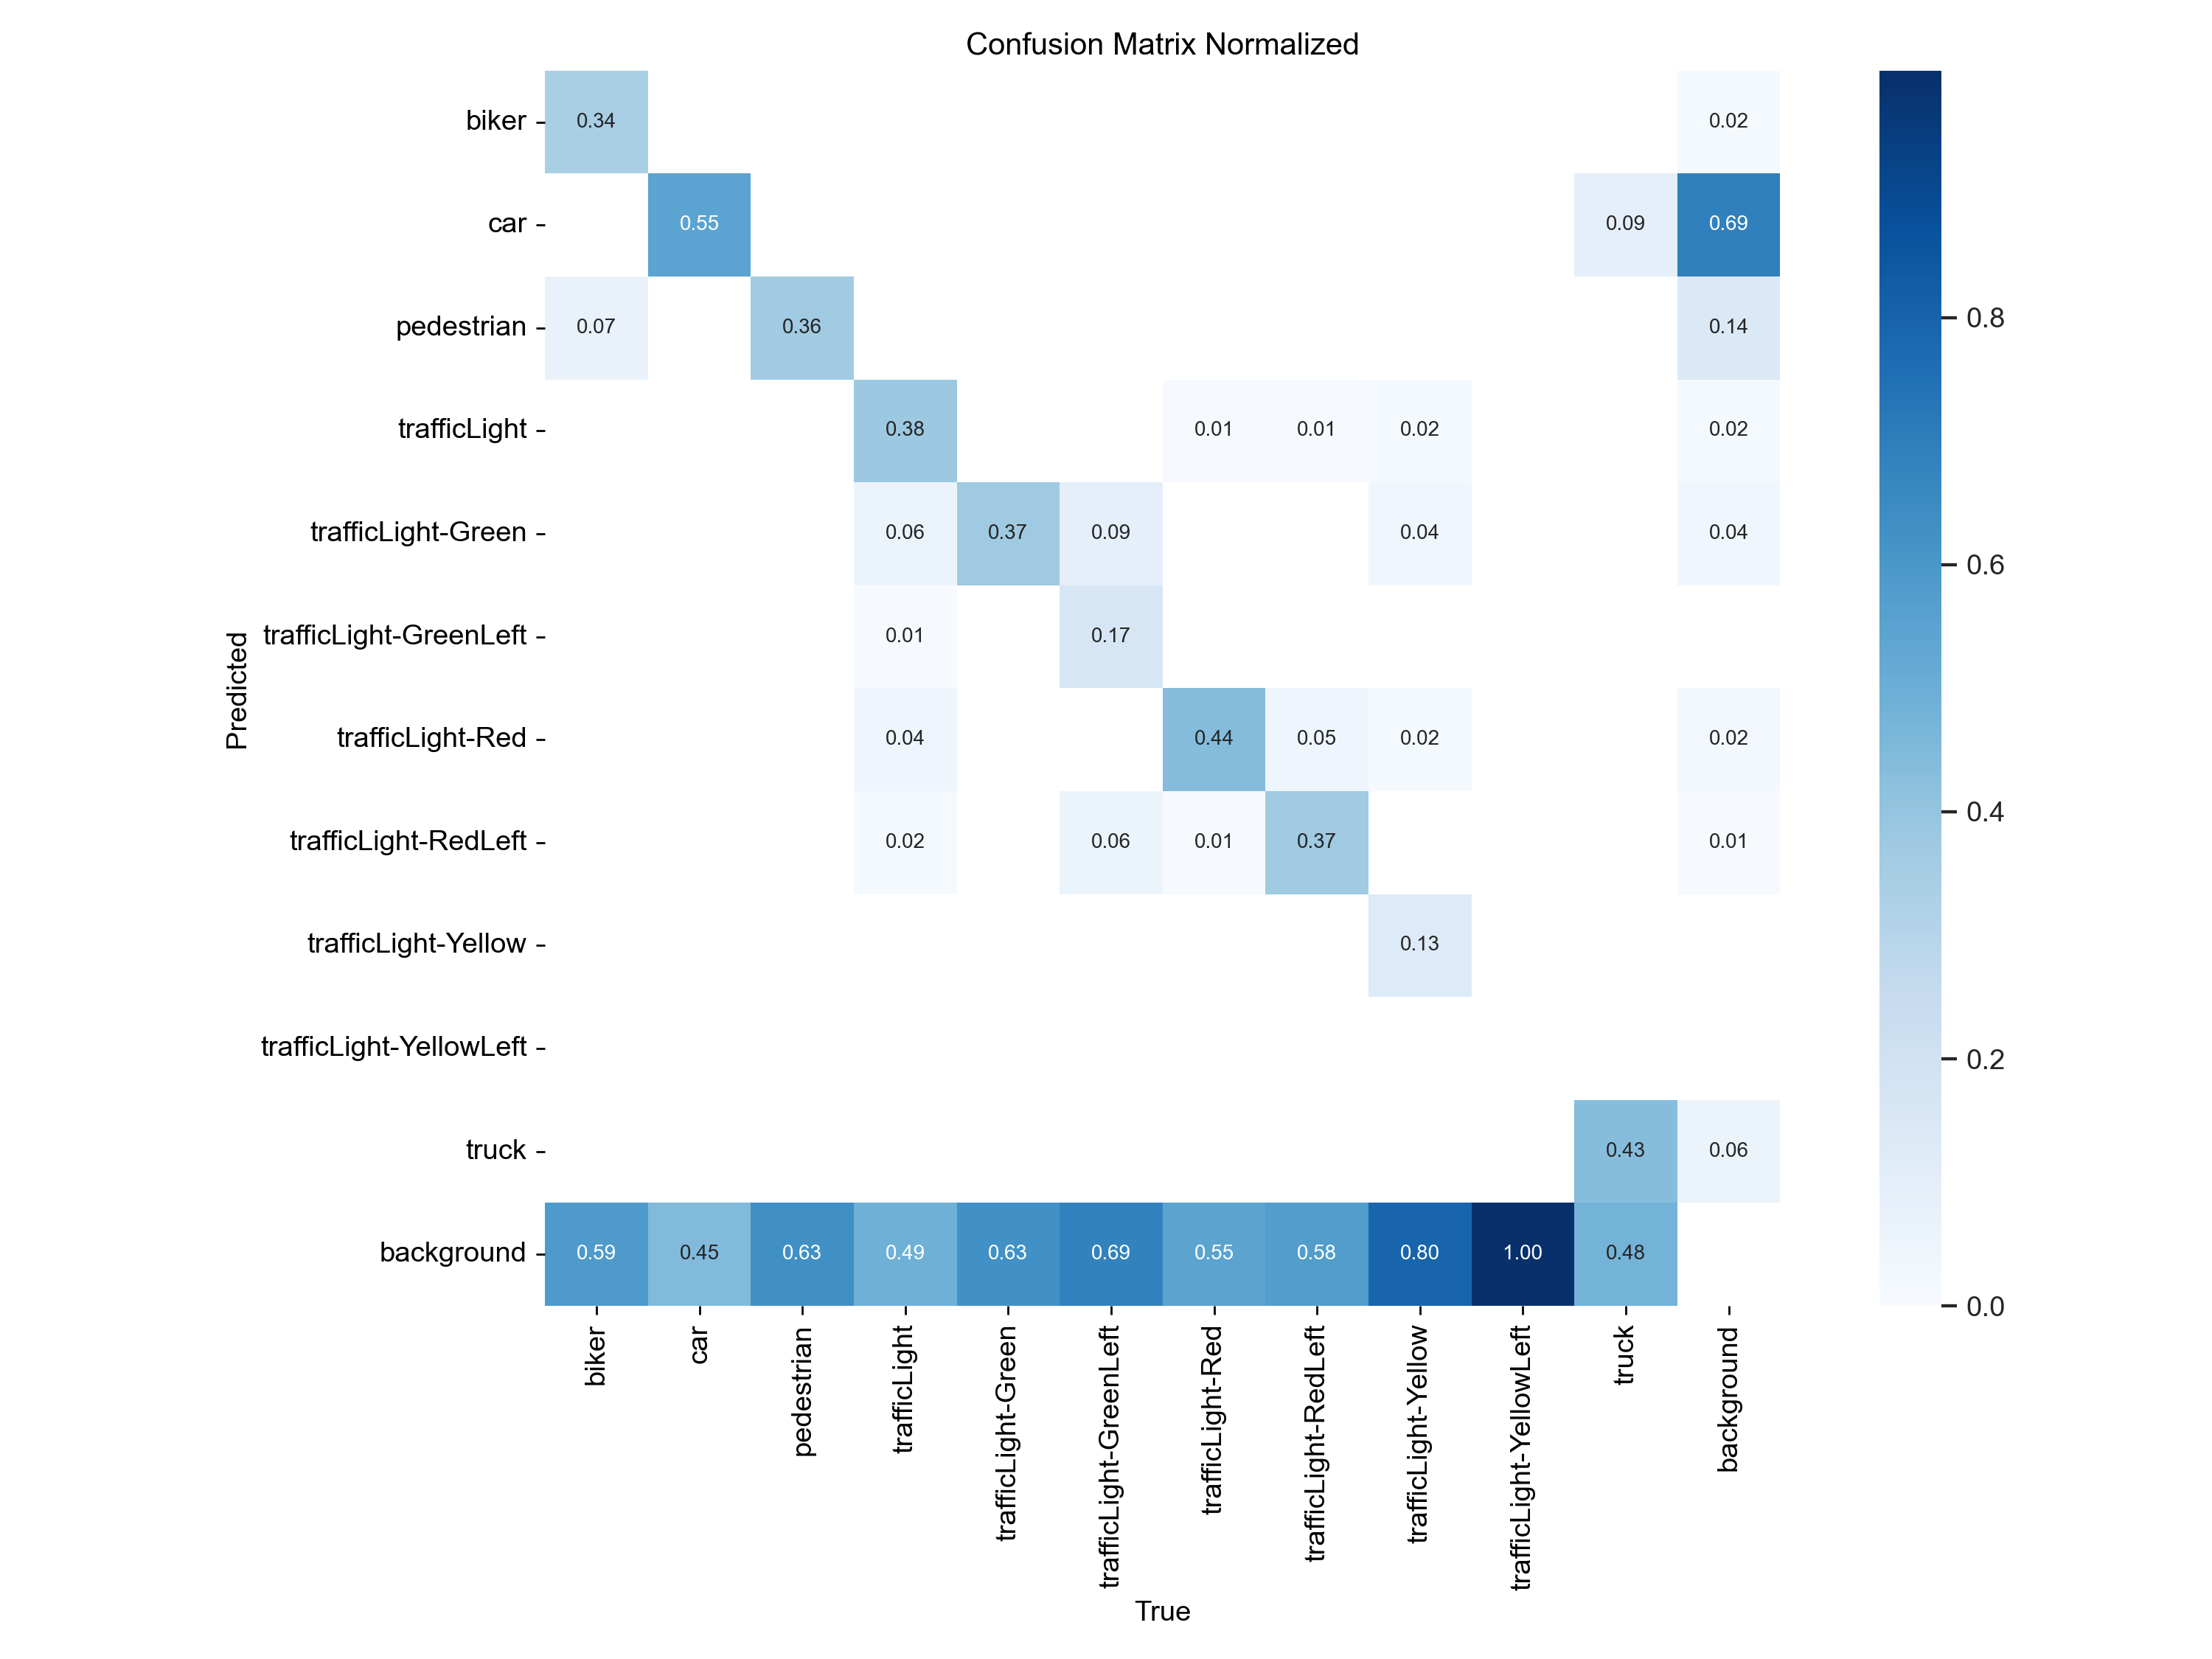 Confusion Matrix Normalized
biker 0.34 0.02
car 0.55 0.09 0.69
pedestrian 0.07 0.36 0.14
0.8
trafficLight 0.38 0.01 0.01 0.02 0.02
trafficLight-Green 0.06 0.37 0.09 0.04 0.04
0.6
trafficLight-GreenLeft 0.01 0.17
Predicted
trafficLight-Red 0.04 0.44 0.05 0.02 0.02
0.4
trafficLight-RedLeft 0.02 0.06 0.01 0.37 0.01
trafficLight-Yellow 0.13
trafficLight-YellowLeft
0.2
truck 0.43 0.06
background 0.59 0.45 0.63 0.49 0.63 0.69 0.55 0.58 0.80 1.00 0.48
0.0
biker
car
pedestrian
trafficLight
trafficLight-Green
trafficLight-GreenLeft
trafficLight-Red
trafficLight-RedLeft
trafficLight-Yellow
trafficLight-YellowLeft
truck
background
True